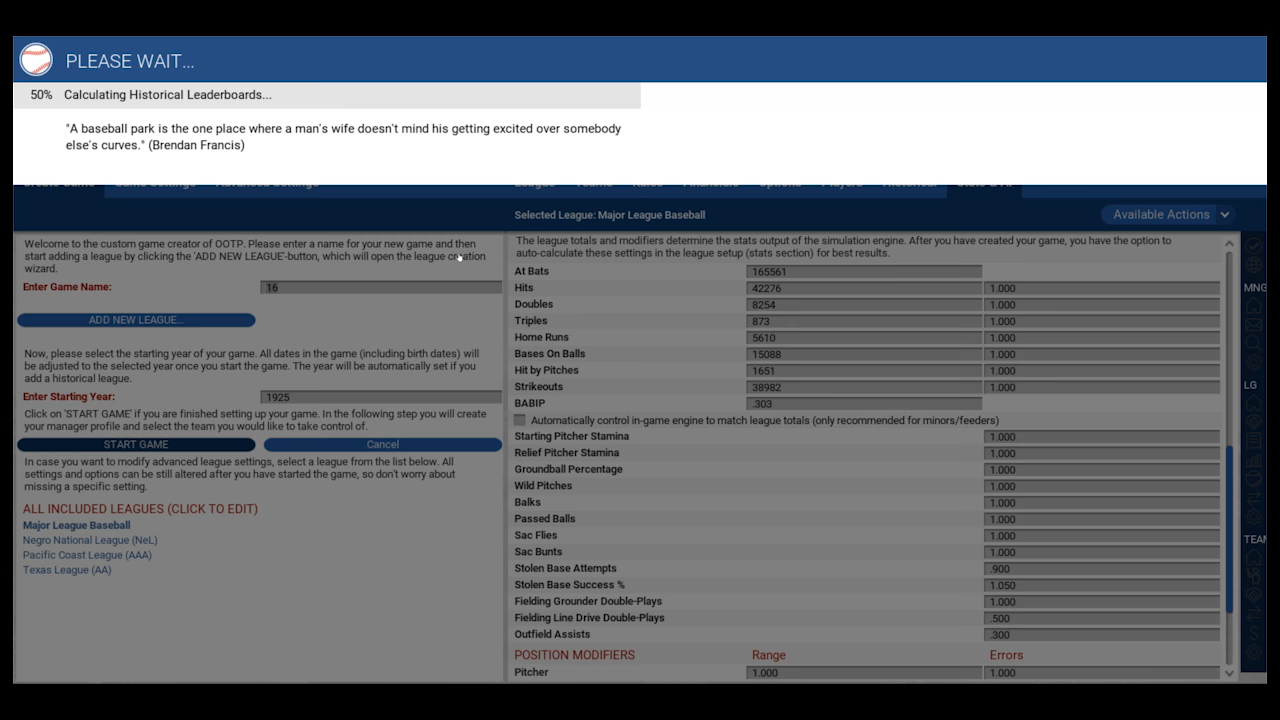 PLEASE WAIT...
50% Calculating Historical Leaderboards...
"A baseball park is the one place where a man's wife doesn't mind his getting excited over somebody
else's curves." (Brendan Francis)
Selected League: Major League Baseball
Available Actions
Welcome to the custom game creator of OOTP. Please enter a name for your new game and then
start adding a league by clicking the 'ADD NEW LEAGUE'-button, which will open the league creation
wizard.
Enter Game Name: 16
ADD NEW LEAGUE...
Now, please select the starting year of your game. All dates in the game (including birth dates) will
be adjusted to the selected year once you start the game. The year will be automatically set if you
add a historical league.
Enter Starting Year: 1925
Click on 'START GAME' if you are finished setting up your game. In the following step you will create
your manager profile and select the team you would like to take control of.
START GAME Cancel
In case you want to modify advanced league settings, select a league from the list below. All
settings and options can be still altered after you have started the game, so don't worry about
missing a specific setting.
ALL INCLUDED LEAGUES (CLICK TO EDIT)
Major League Baseball
Negro National League (NeL)
Pacific Coast League (AAA)
Texas League (AA)
The league totals and modifiers determine the stats output of the simulation engine. After you have created your game, you have the option to
auto-calculate these settings in the league setup (stats section) for best results.
At Bats 165561
Hits 42276 1.000
Doubles 8254 1.000
Triples 873 1.000
Home Runs 5610 1.000
Bases On Balls 15088 1.000
Hit by Pitches 1651 1.000
Strikeouts 38982 1.000
BABIP .303
Automatically control in-game engine to match league totals (only recommended for minors/feeders)
Starting Pitcher Stamina 1.000
Relief Pitcher Stamina 1.000
Groundball Percentage 1.000
Wild Pitches 1.000
Balks 1.000
Passed Balls 1.000
Sac Flies 1.000
Sac Bunts 1.000
Stolen Base Attempts .900
Stolen Base Success % 1.050
Fielding Grounder Double-Plays 1.000
Fielding Line Drive Double-Plays .500
Outfield Assists .300
POSITION MODIFIERS Range Errors
Pitcher 1.000 1.000
MNG
LG
TEAM